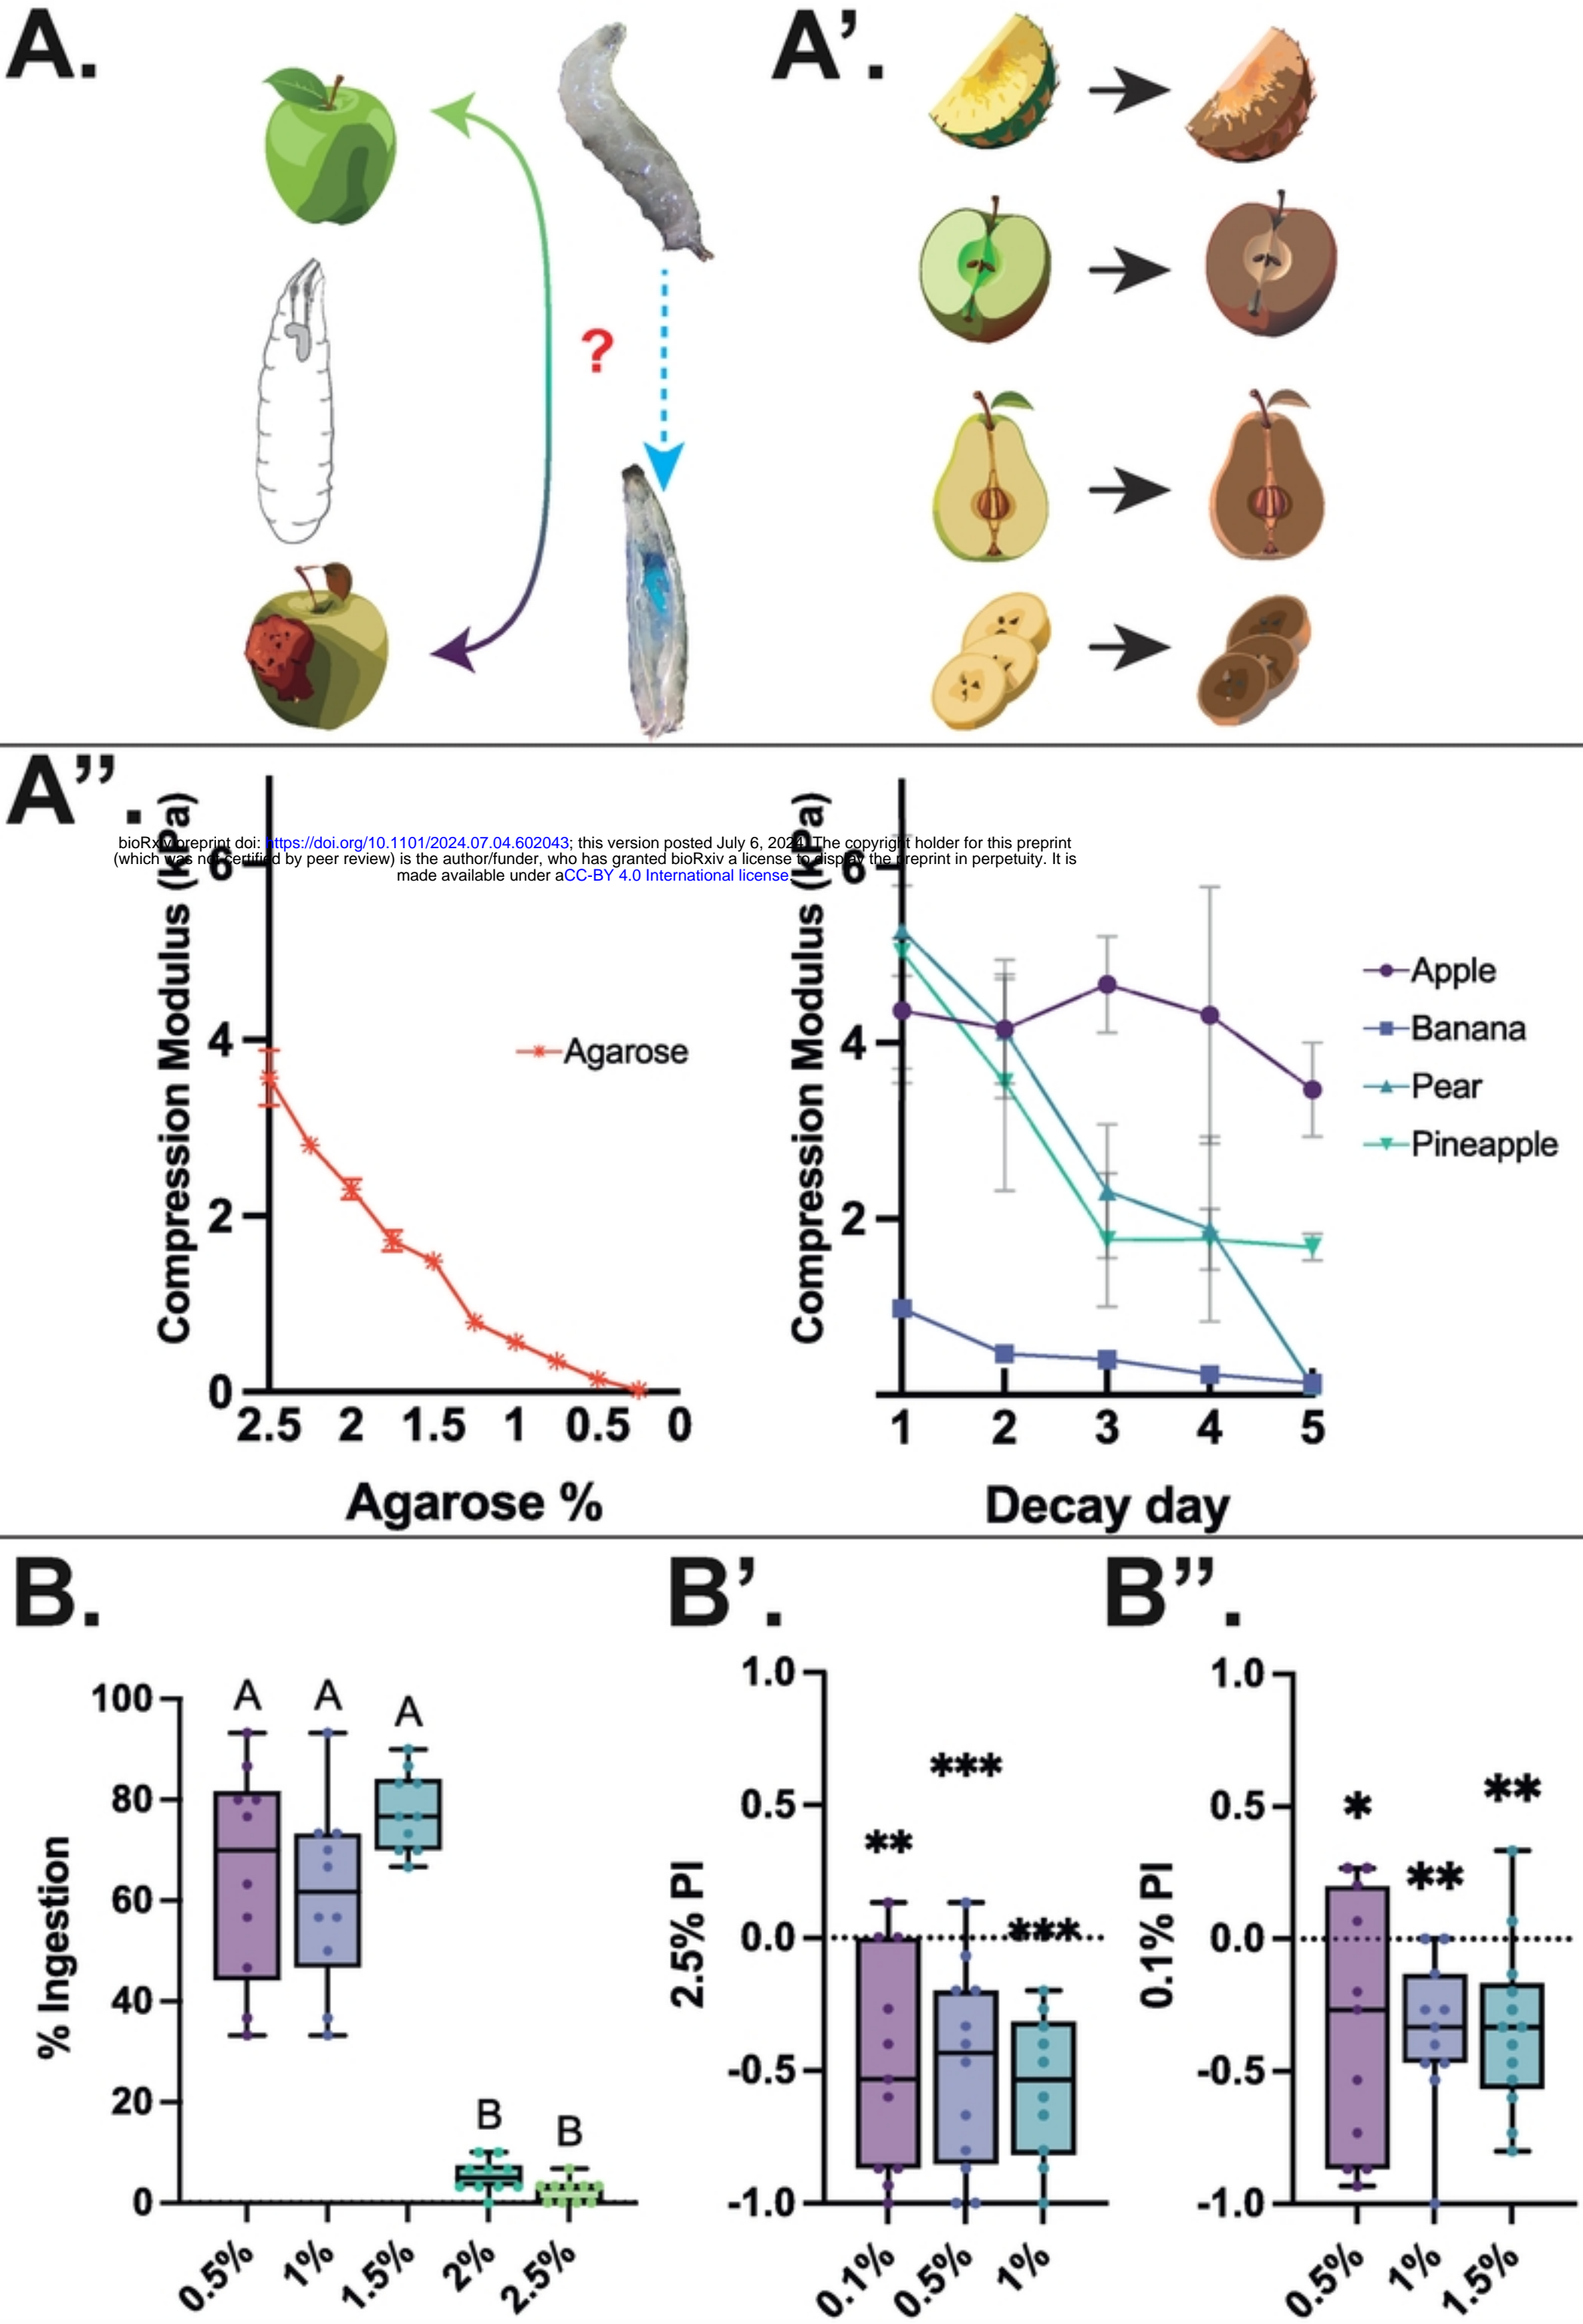 A.
A’.
?
A’’.
bioRxiv preprint doi: https://doi.org/10.1101/2024.07.04.602043; this version posted July 6, 2024. The copyright holder for this preprint
(which was not certified by peer review) is the author/funder, who has granted bioRxiv a license to display the preprint in perpetuity. It is
made available under aCC-BY 4.0 International license.
Compression Modulus (kPa)
6
4
2
0
2.5 2 1.5 1 0.5 0
Agarose %
Agarose
Compression Modulus (kPa)
6
4
2
1 2 3 4 5
Decay day
Apple
Banana
Pear
Pineapple
B.
% Ingestion
100
80
60
40
20
0
A A A B B
0.5% 1% 1.5% 2% 2.5%
B’.
2.5% PI
1.0
0.5
0.0
-0.5
-1.0
** *** ***
0.1% 0.5% 1%
B’’.
0.1% PI
1.0
0.5
0.0
-0.5
-1.0
* ** **
0.5% 1% 1.5%